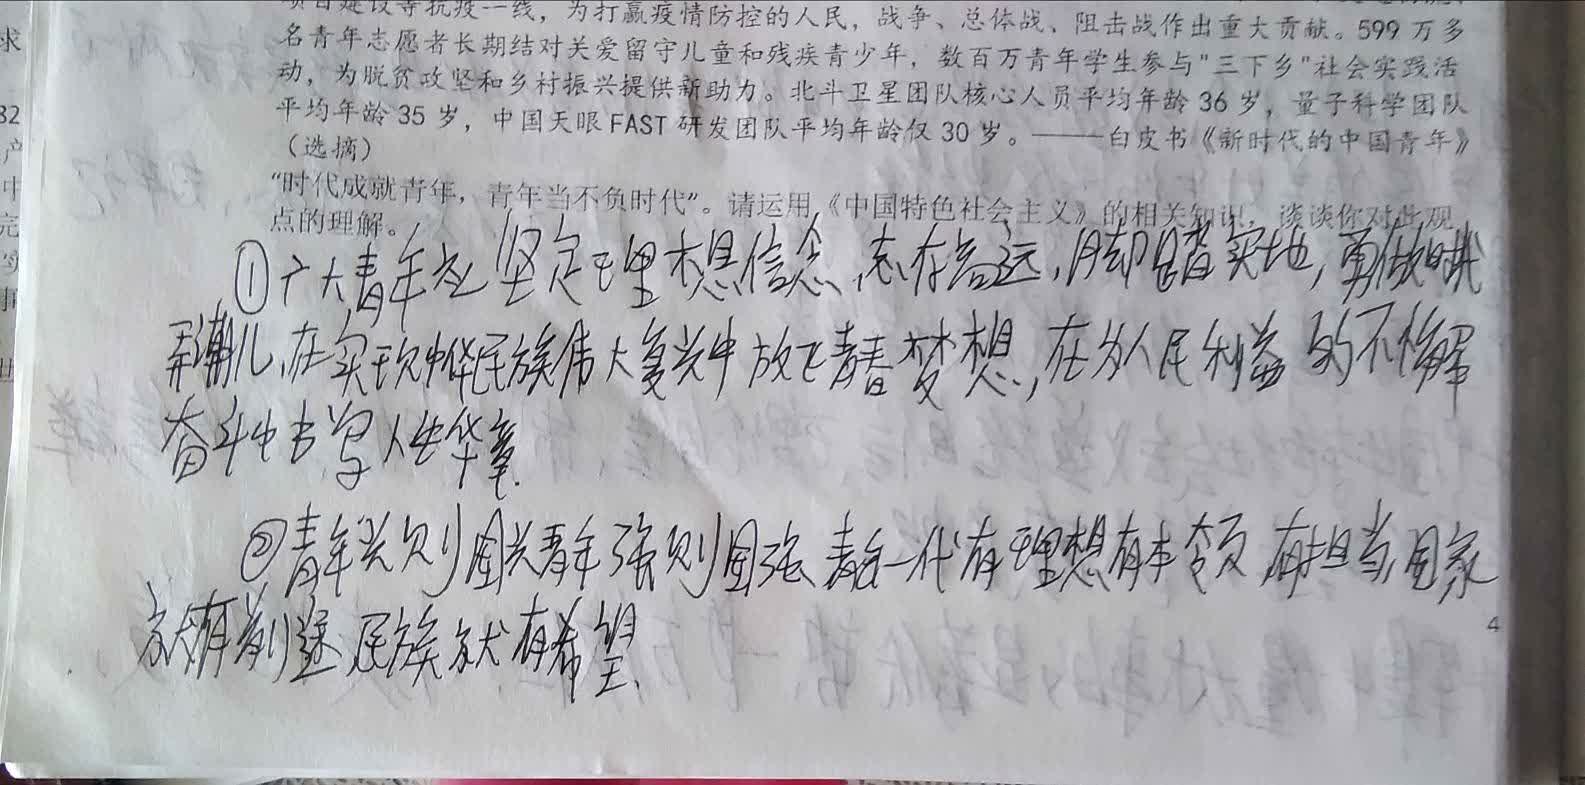 项目建设等抗疫一线，为打赢疫情防控的人民，战争、总体战、阻击战作出重大贡献。599 万多
名青年志愿者长期结对关爱留守儿童和残疾青少年，数百万青年学生参与"三下乡"社会实践活
动，为脱贫攻坚和乡村振兴提供新助力。北斗卫星团队核心人员平均年龄 36 岁，量子科学团队
平均年龄 35 岁，中国天眼 FAST 研发团队平均年龄仅 30 岁。——白皮书《新时代的中国青年》
（选摘）
“时代成就青年，青年当不负时代”。请运用《中国特色社会主义》的相关知识，谈谈你对此观
点的理解。
①广大青年应坚定理想信念,志存高远,脚踏实地,勇做时代
弄潮儿,在实现中华民族伟大复兴中放飞青春梦想,在为人民利益的不懈
奋斗中书写人生华章.
②青年兴则国兴青年强则国强,青年一代有理想有本领,有担当,国家
就有前途,民族就有希望.
4
求
82
产
中
完
实